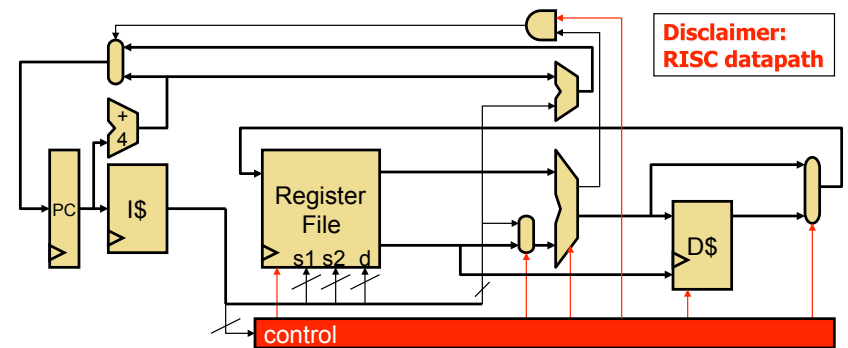 Disclaimer:
RISC datapath
+
4
PC
I$
Register
File
s1 s2 d
D$
control